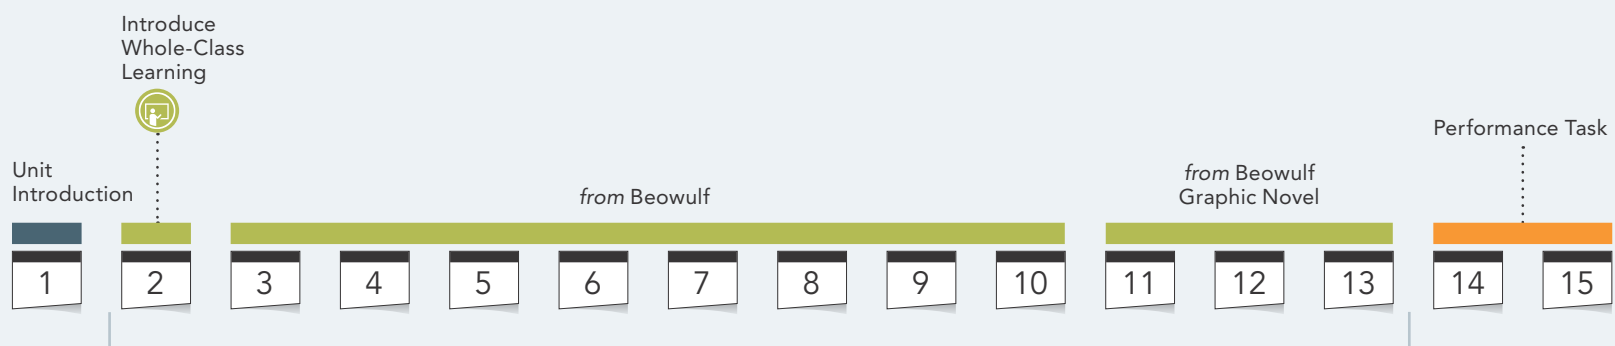 Introduce
Whole-Class
Learning
Unit
Introduction
from Beowulf
from Beowulf
Graphic Novel
Performance Task
1 2 3 4 5 6 7 8 9 10 11 12 13 14 15